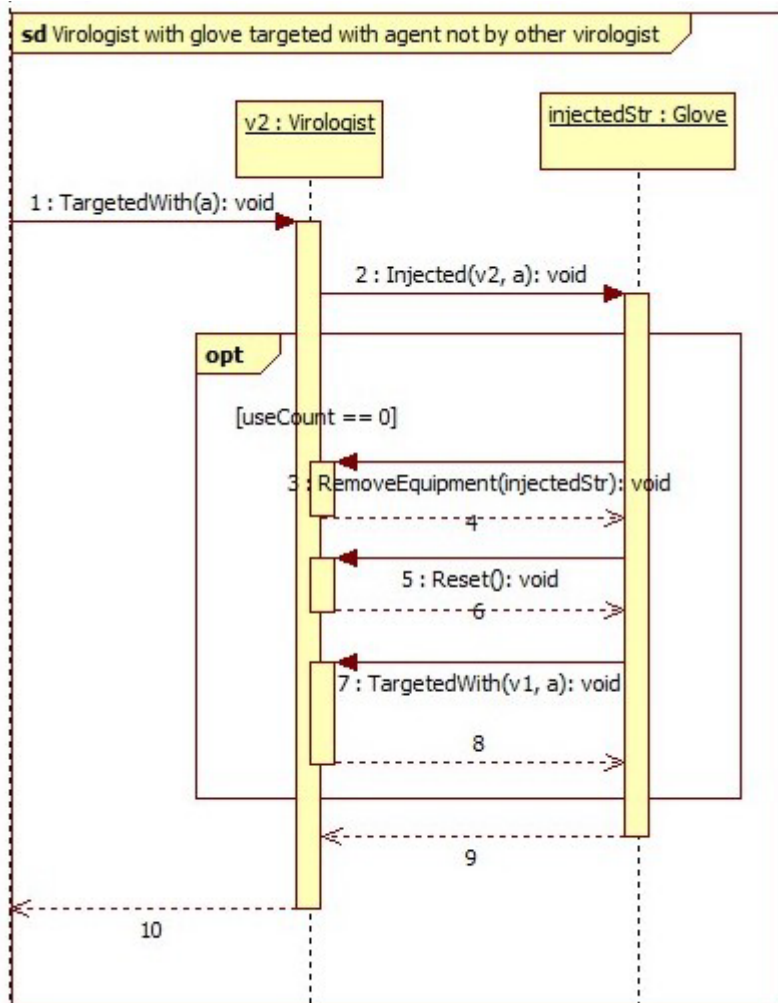 sd Virologist with glove targeted with agent not by other virologist
v2 : Virologist
injectedStr : Glove
1 : TargetedWith(a): void
2 : Injected(v2, a): void
opt
[useCount == 0]
3 : RemoveEquipment(injectedStr): void
4
5 : Reset(): void
6
7 : TargetedWith(v1, a): void
8
9
10